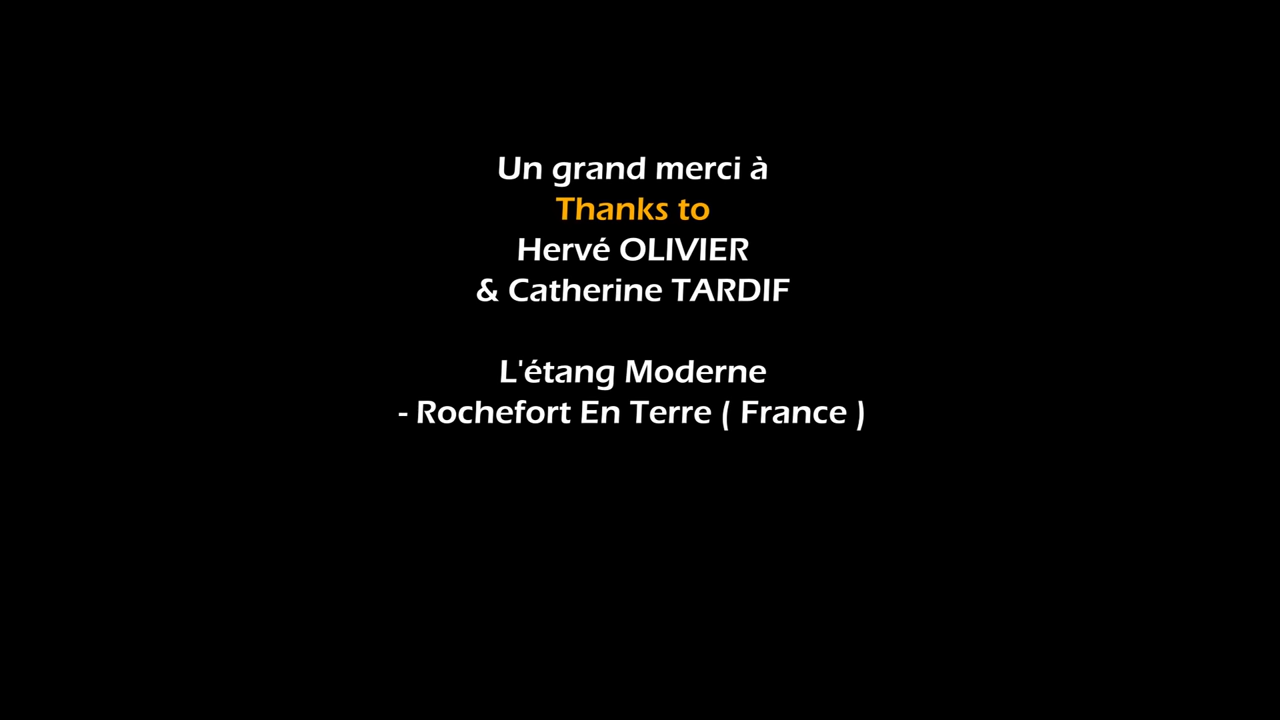 Un grand merci à
Thanks to
Hervé OLIVIER
& Catherine TARDIF
L'étang Moderne
- Rochefort En Terre ( France )